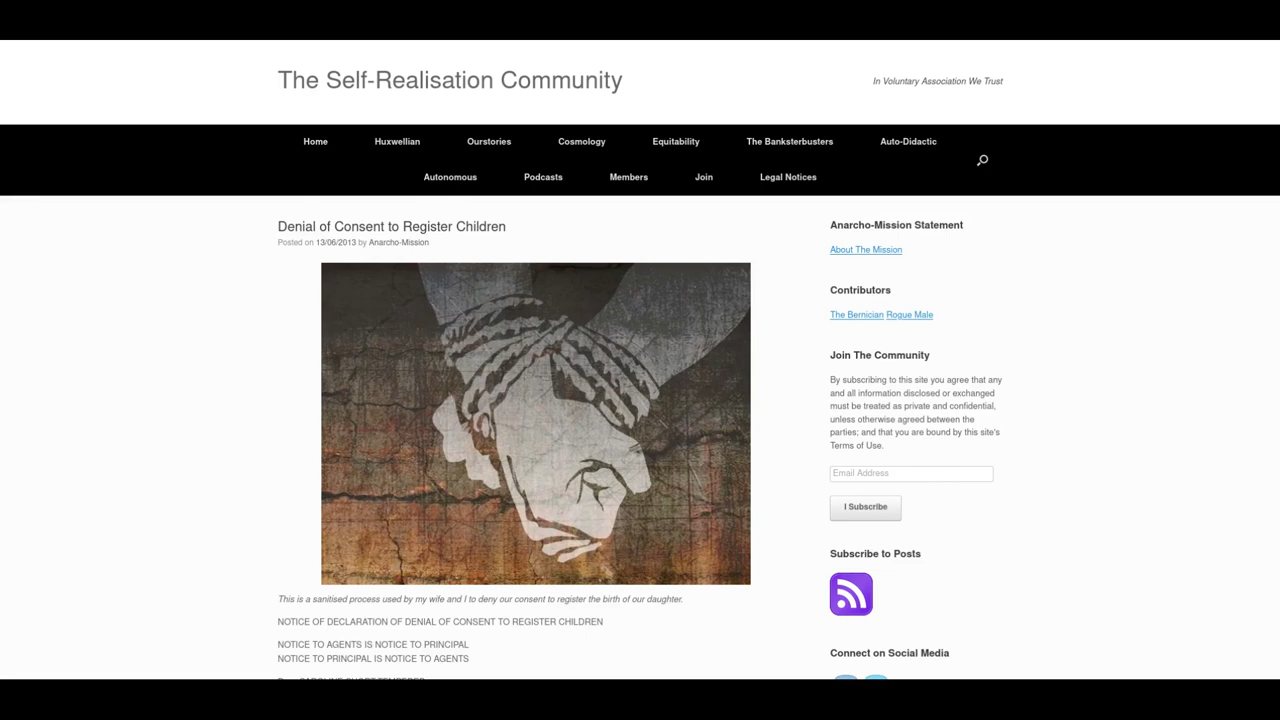 The Self-Realisation Community
In Voluntary Association We Trust
Home Huxwellian Ourstories Cosmology Equitability The Banksterbusters Auto-Didactic
Autonomous Podcasts Members Join Legal Notices
Denial of Consent to Register Children
Posted on 13/06/2013 by Anarcho-Mission
This is a sanitised process used by my wife and I to deny our consent to register the birth of our daughter.
NOTICE OF DECLARATION OF DENIAL OF CONSENT TO REGISTER CHILDREN
NOTICE TO AGENTS IS NOTICE TO PRINCIPAL
NOTICE TO PRINCIPAL IS NOTICE TO AGENTS
Anarcho-Mission Statement
About The Mission
Contributors
The Bernician Rogue Male
Join The Community
By subscribing to this site you agree that any
and all information disclosed or exchanged
must be treated as private and confidential,
unless otherwise agreed between the
parties; and that you are bound by this site's
Terms of Use.
Email Address
I Subscribe
Subscribe to Posts
Connect on Social Media